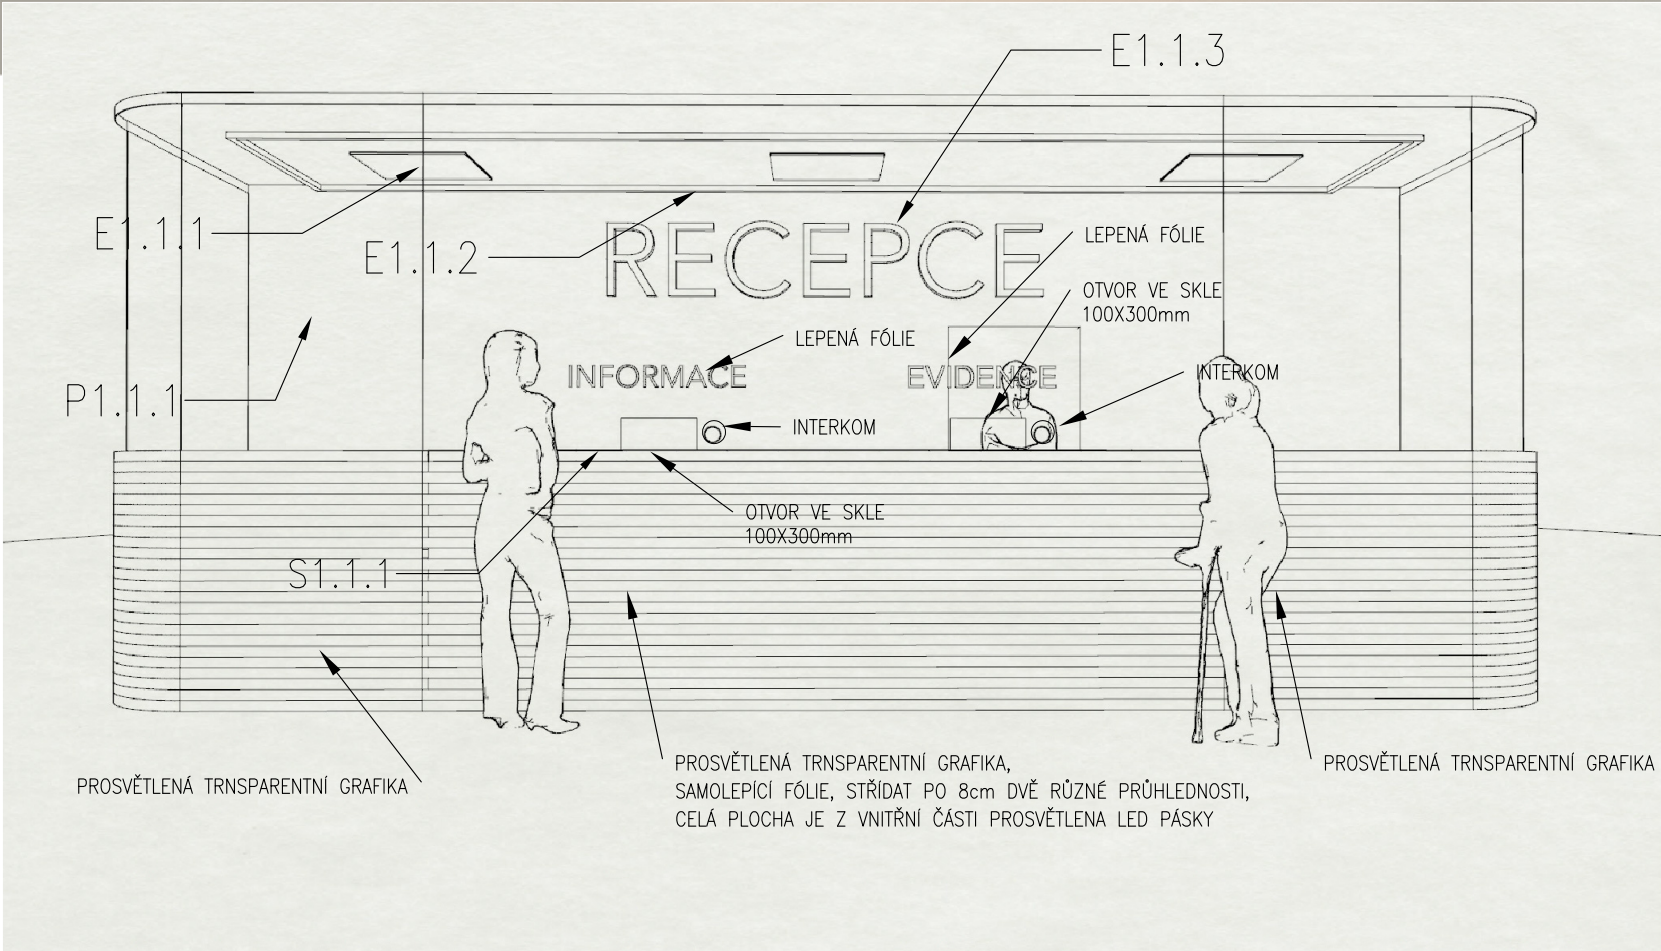 E1.1.3
E1.1.1
E1.1.2
RECEPCE
LEPENÁ FÓLIE
OTVOR VE SKLE
100X300mm
LEPENÁ FÓLIE
INFORMACE
EVIDENCE
INTERKOM
P1.1.1
INTERKOM
OTVOR VE SKLE
100X300mm
S1.1.1
PROSVĚTLENÁ TRNSPARENTNÍ GRAFIKA
PROSVĚTLENÁ TRNSPARENTNÍ GRAFIKA,
SAMOLEPÍCÍ FÓLIE, STŘÍDAT PO 8cm DVĚ RŮZNÉ PRŮHLEDNOSTI,
CELÁ PLOCHA JE Z VNITŘNÍ ČÁSTI PROSVĚTLENA LED PÁSKY
PROSVĚTLENÁ TRNSPARENTNÍ GRAFIKA